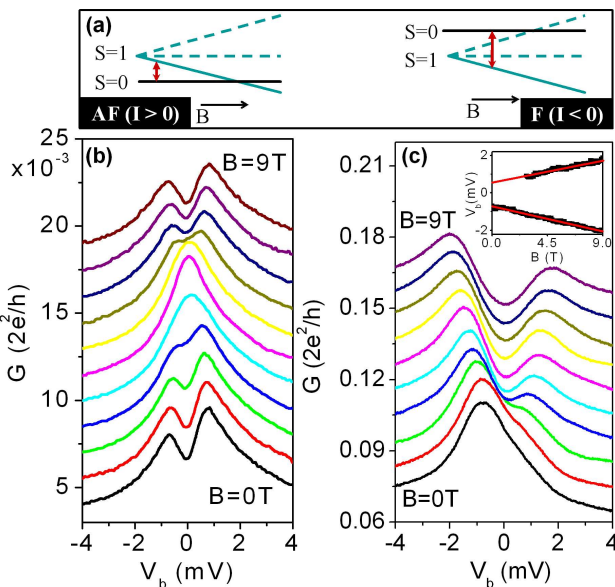 (a)
S=1
S=0
AF (I > 0)
B
S=0
S=1
B
F (I < 0)
(b)
x10⁻³
25
20
15
10
5
G (2e²/h)
B=9T
B=0T
-4 -2 0 2 4
V_b (mV)
(c)
0.21
0.18
0.15
0.12
0.09
0.06
G (2e²/h)
B=9T
B=0T
-4 -2 0 2 4
V_b (mV)
2
0
-2
V_b (mV)
0.0 4.5 9.0
B (T)